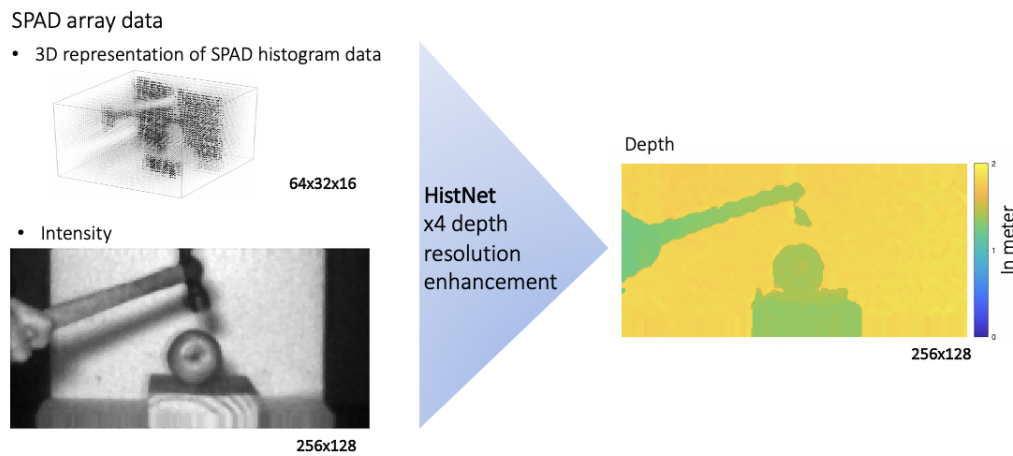 SPAD array data
• 3D representation of SPAD histogram data
64x32x16
• Intensity
256x128
HistNet
x4 depth
resolution
enhancement
Depth
2
1
0
In meter
256x128